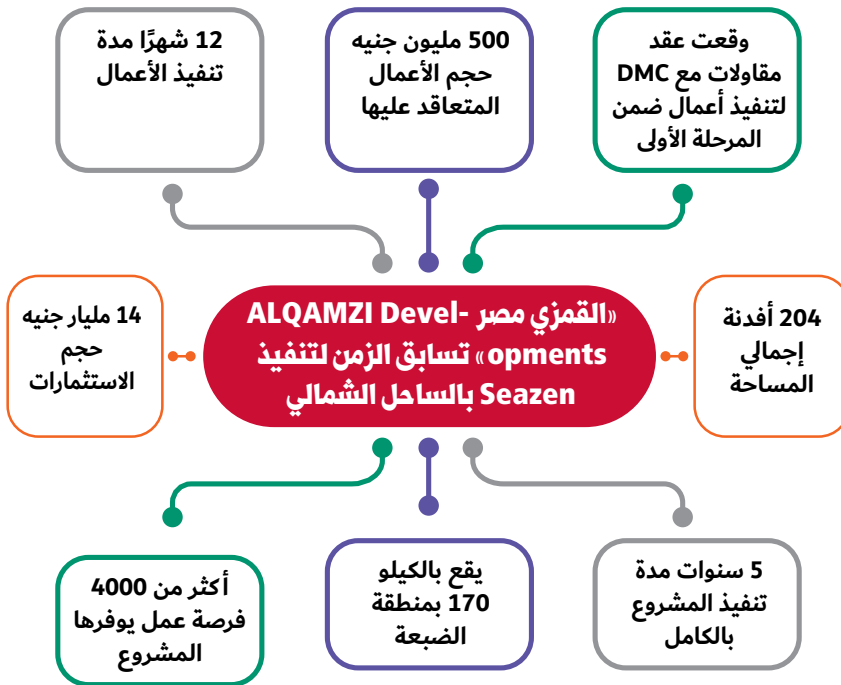 وقعت عقد
مقاولات مع DMC
لتنفيذ أعمال ضمن
المرحلة الأولى
500 مليون جنيه
حجم الأعمال
المتعاقد عليها
12 شهرًا مدة
تنفيذ الأعمال
204 أفدنة
إجمالي
المساحة
«القمزي مصر -ALQAMZI Devel
opments» تسابق الزمن لتنفيذ
Seazen بالساحل الشمالي
14 مليار جنيه
حجم
الاستثمارات
5 سنوات مدة
تنفيذ المشروع
بالكامل
يقع بالكيلو
170 بمنطقة
الضبعة
أكثر من 4000
فرصة عمل يوفرها
المشروع